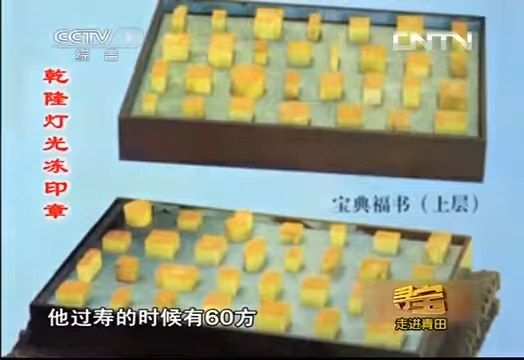 CCTV 1
综合
CNTV
乾隆灯光冻印章
宝典福书（上层）
他过寿的时候有60方
寻宝
走进青田